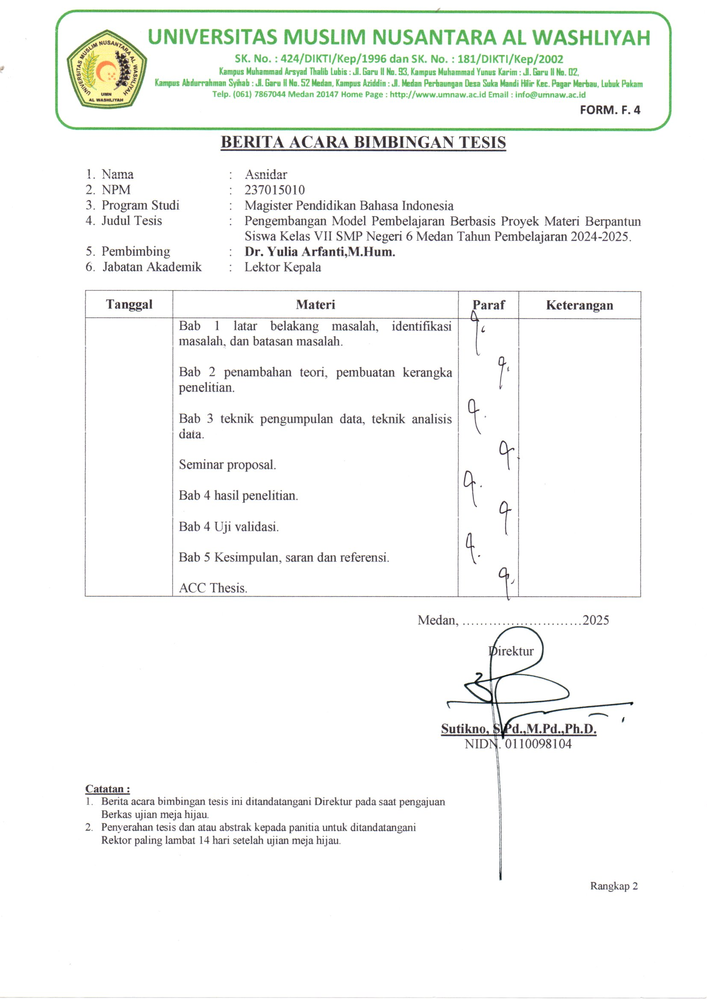 UNIVERSITAS MUSLIM NUSANTARA AL WASHLIYAH
SK. No. : 424/DIKTI/Kep/1996 dan SK. No. : 181/DIKTI/Kep/2002
Kampus Muhammad Arsyad Thalib Lubis : Jl. Garu II No. 93, Kampus Muhammad Yunus Karim : Jl. Garu II No. 02,
Kampus Abdurrahman Syihab : Jl. Garu II No. 52 Medan, Kampus Aziddin : Jl. Medan Perbaungan Desa Suka Mandi Hilir Kec. Pagar Merbau, Lubuk Pakam
Telp. (061) 7867044 Medan 20147 Home Page : http://www.umnaw.ac.id Email : info@umnaw.ac.id
UNIVERSITAS MUSLIM NUSANTARA AL WASHLIYAH
UMN
AL WASHLIYAH
FORM. F. 4
BERITA ACARA BIMBINGAN TESIS
1. Nama : Asnidar
2. NPM : 237015010
3. Program Studi : Magister Pendidikan Bahasa Indonesia
4. Judul Tesis : Pengembangan Model Pembelajaran Berbasis Proyek Materi Berpantun
Siswa Kelas VII SMP Negeri 6 Medan Tahun Pembelajaran 2024-2025.
5. Pembimbing : Dr. Yulia Arfanti,M.Hum.
6. Jabatan Akademik : Lektor Kepala
Tanggal Materi Paraf Keterangan
Bab 1 latar belakang masalah, identifikasi
masalah, dan batasan masalah.
Bab 2 penambahan teori, pembuatan kerangka
penelitian.
Bab 3 teknik pengumpulan data, teknik analisis
data.
Seminar proposal.
Bab 4 hasil penelitian.
Bab 4 Uji validasi.
Bab 5 Kesimpulan, saran dan referensi.
ACC Thesis.
Medan, ...........................2025
Direktur
Sutikno, S.Pd.,M.Pd.,Ph.D.
NIDN. 0110098104
Catatan :
1. Berita acara bimbingan tesis ini ditandatangani Direktur pada saat pengajuan
Berkas ujian meja hijau.
2. Penyerahan tesis dan atau abstrak kepada panitia untuk ditandatangani
Rektor paling lambat 14 hari setelah ujian meja hijau.
Rangkap 2